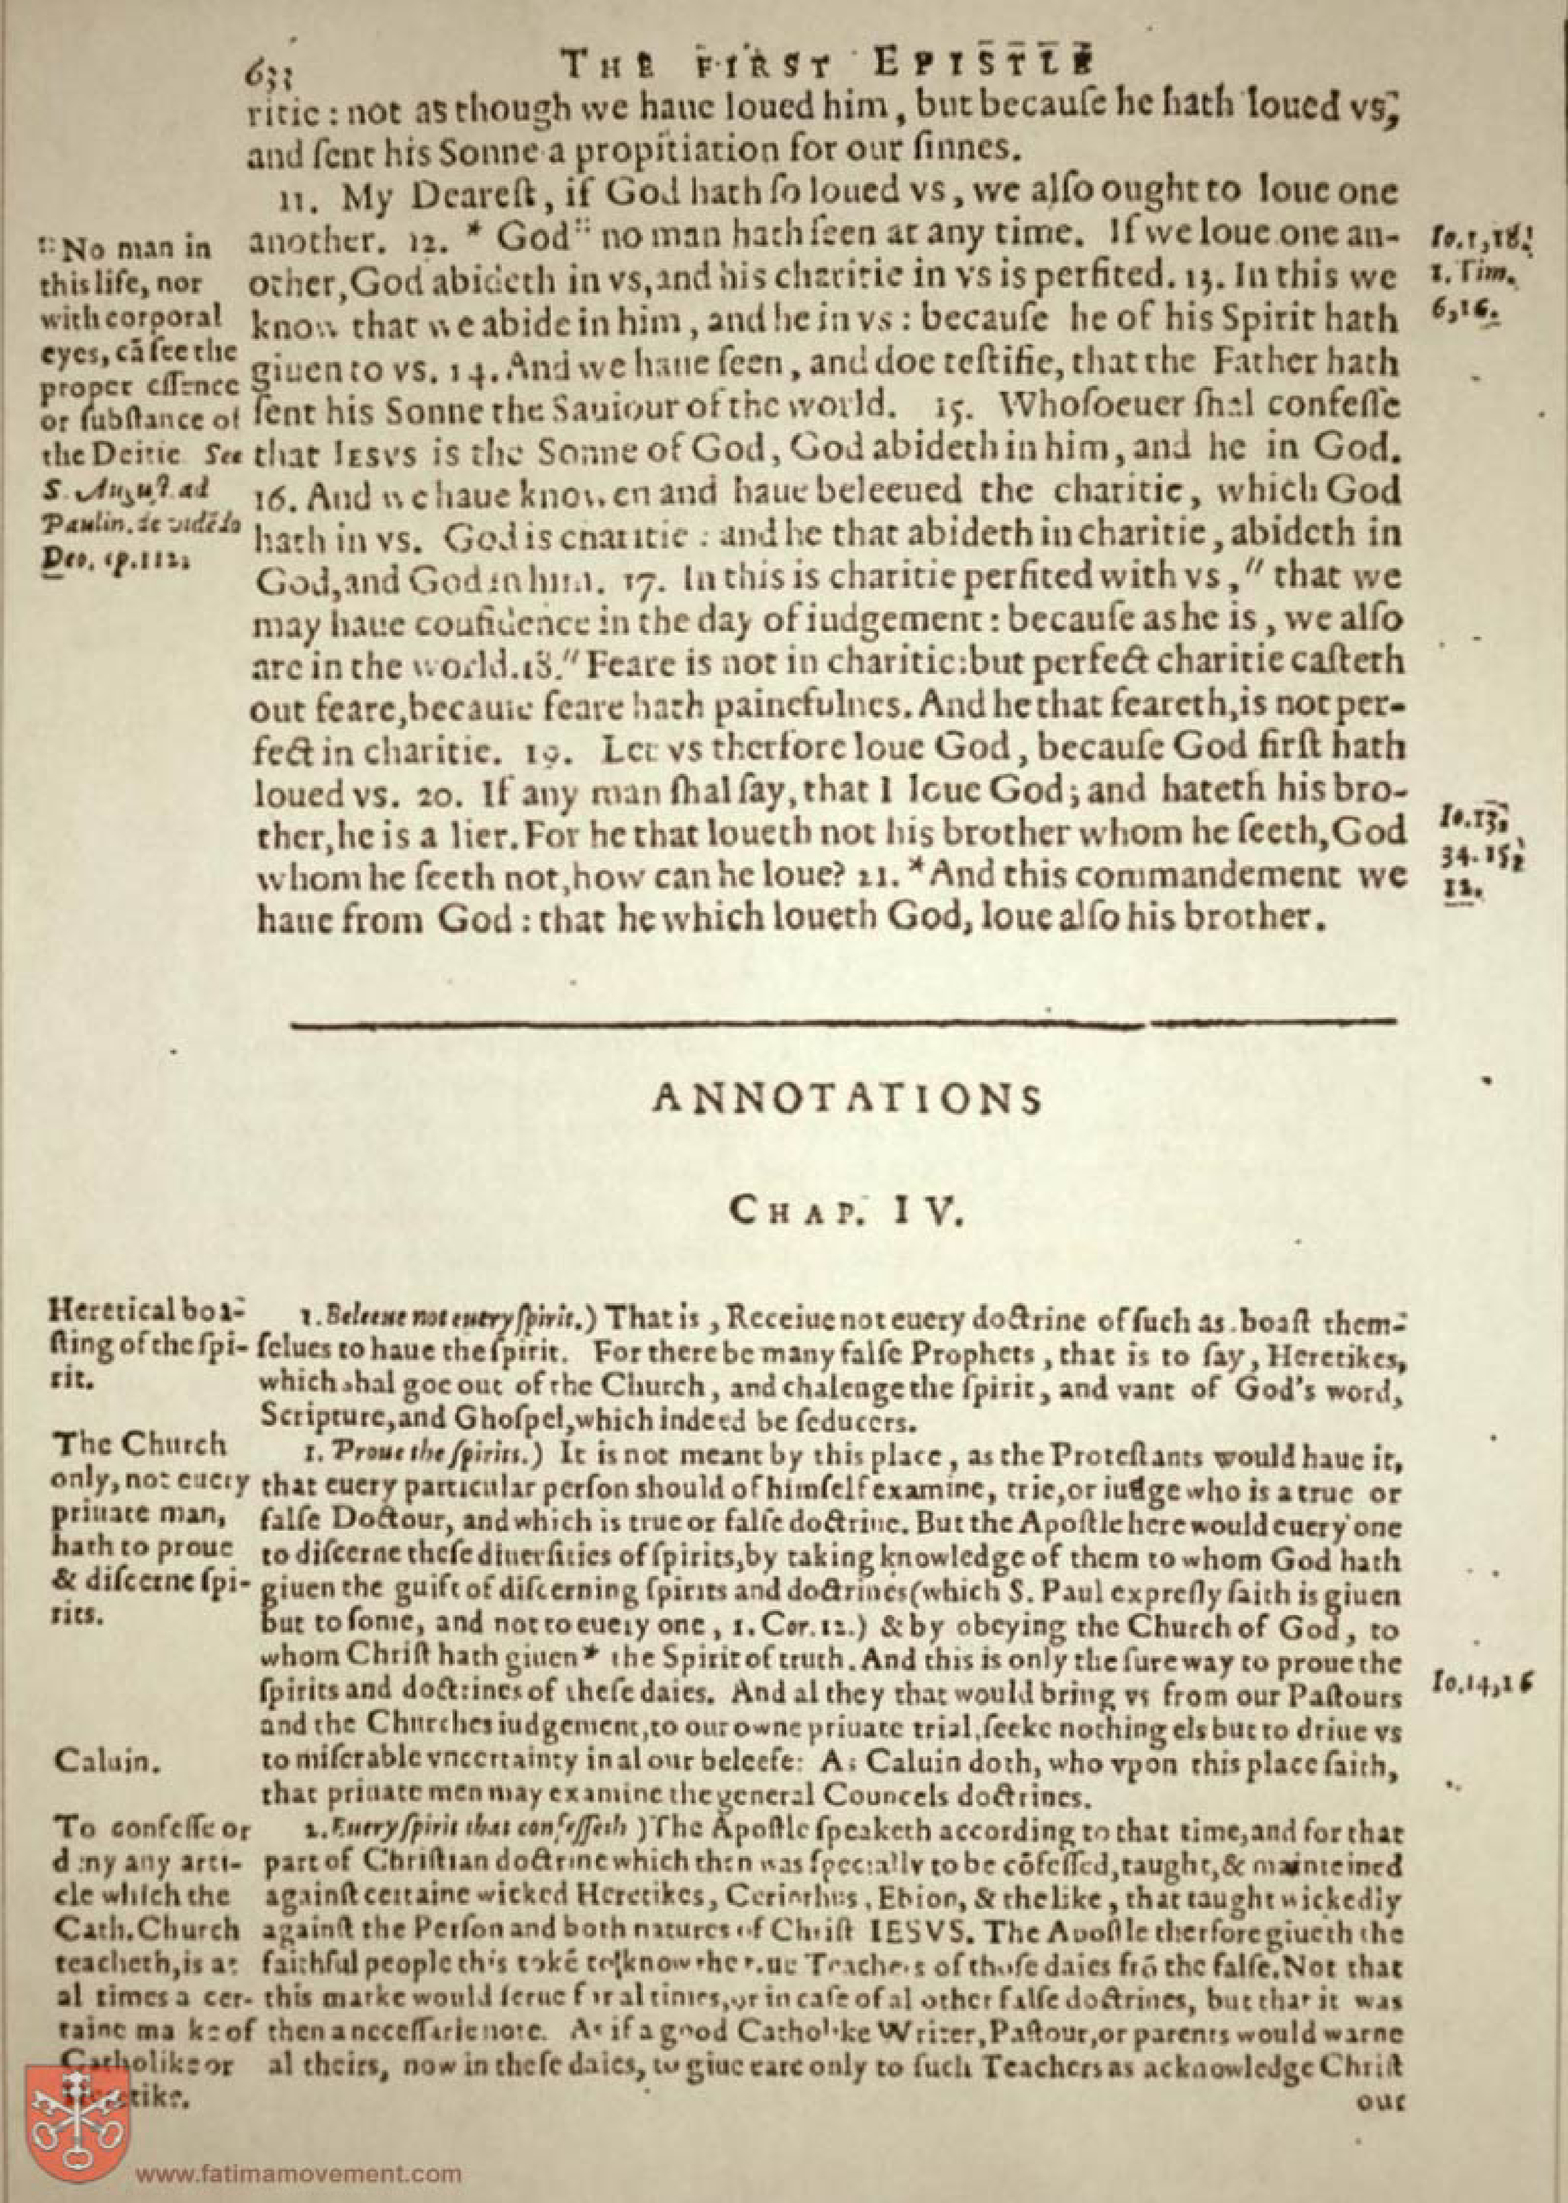 633
THE FIRST EPISTLE
ritie : not as though we haue loued him, but becauſe he hath loued vs,
and ſent his Sonne a propitiation for our ſinnes.
11. My Deareſt, if God hath ſo loued vs, we alſo ought to loue one
another. 12. * God :: no man hath ſeen at any time. If we loue one an-
other, God abideth in vs, and his charitie in vs is perfited. 13. In this we
know that we abide in him, and he in vs : becauſe he of his Spirit hath
giuen to vs. 14. And we haue ſeen, and doe teſtifie, that the Father hath
ſent his Sonne the Sauiour of the world. 15. Whoſoeuer ſhal confeſſe
that IESVS is the Sonne of God, God abideth in him, and he in God.
16. And we haue knowen and haue beleeued the charitie, which God
hath in vs. God is charitie : and he that abideth in charitie, abideth in
God, and God in him. 17. In this is charitie perfited with vs, " that we
may haue confidence in the day of iudgement : becauſe as he is, we alſo
are in the world. 18. " Feare is not in charitie : but perfect charitie caſteth
out feare, becauſe feare hath painefulnes. And he that feareth, is not per-
fect in charitie. 19. Let vs therfore loue God, becauſe God firſt hath
loued vs. 20. If any man ſhal ſay, that I loue God ; and hateth his bro-
ther, he is a lier. For he that loueth not his brother whom he ſeeth, God
whom he ſeeth not, how can he loue? 21. * And this commandement we
haue from God : that he which loueth God, loue alſo his brother.
:: No man in
this life, nor
with corporal
eyes, cā ſee the
proper eſſence
or ſubſtance of
the Deitie. See
S. Auguſt. ad
Paulin. de vidēdo
Deo, ep. 112.
Io. 1, 18.
1. Tim.
6, 16.
Io. 13,
34. 15,
12.
ANNOTATIONS
CHAP. IV.
Heretical boa-
ſting of the ſpi-
rit.
1. Beleeue not euery ſpirit.) That is, Receiue not euery doctrine of ſuch as boaſt them-
ſelues to haue the ſpirit. For there be many falſe Prophets, that is to ſay, Heretikes,
which ſhal goe out of the Church, and chalenge the ſpirit, and vant of God's word,
Scripture, and Ghoſpel, which indeed be ſeducers.
The Church
only, not euery
priuate man,
hath to proue
& diſcerne ſpi-
rits.
1. Proue the ſpirits.) It is not meant by this place, as the Proteſtants would haue it,
that euery particular perſon should of himſelf examine, trie, or iudge who is a true or
falſe Doctour, and which is true or falſe doctrine. But the Apoſtle here would euery one
to diſcerne theſe diuerſities of ſpirits, by taking knowledge of them to whom God hath
giuen the guift of diſcerning ſpirits and doctrines (which S. Paul expreſly ſaith is giuen
but to ſome, and not to euery one, 1. Cor. 12.) & by obeying the Church of God, to
whom Chriſt hath giuen * the Spirit of truth. And this is only the ſure way to proue the
ſpirits and doctrines of theſe daies. And al they that would bring vs from our Paſtours
and the Churches iudgement, to our owne priuate trial, ſeeke nothing els but to driue vs
to miſerable vncertainty in al our beleefe : As Caluin doth, who vpon this place ſaith,
that priuate men may examine the general Councels doctrines.
Io. 14, 16
Caluin.
To confeſſe or
deny any arti-
cle which the
Cath. Church
teacheth, is at
al times a cer-
taine marke of
Catholike or
Heretike.
2. Euery ſpirit that confeſſeth) The Apoſtle ſpeaketh according to that time, and for that
part of Chriſtian doctrine which then was ſpecially to be cōfeſſed, taught, & mainteined
againſt certaine wicked Heretikes, Cerinthus, Ebion, & the like, that taught wickedly
againſt the Perſon and both natures of Chriſt IESVS. The Apoſtle therfore giueth the
faithful people this tokē to know the true Teachers of thoſe daies frō the falſe. Not that
this marke would ſerue for al times, or in caſe of al other falſe doctrines, but that it was
then a neceſſarie note. As if a good Catholike Writer, Paſtour, or parents would warne
al theirs, now in theſe daies, to giue eare only to ſuch Teachers as acknowledge Chriſt
our
www.fatimamovement.com